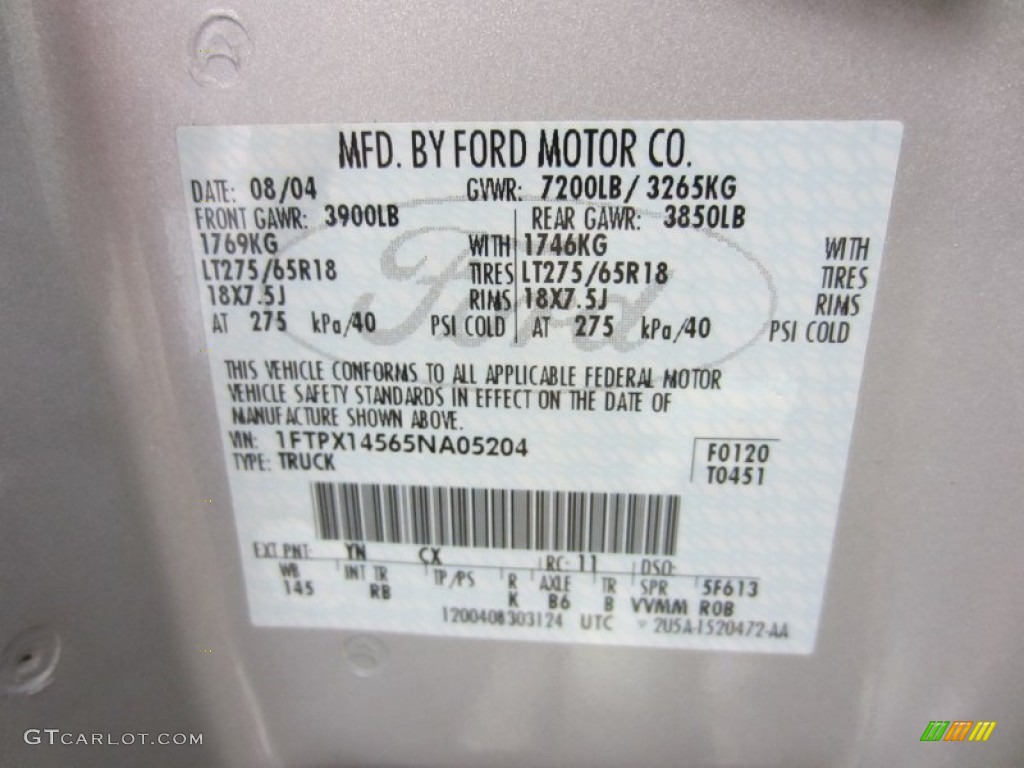 MFD. BY FORD MOTOR CO.
DATE: 08/04 GVWR: 7200LB/ 3265KG
FRONT GAWR: 3900LB REAR GAWR: 3850LB
1769KG WITH 1746KG WITH
LT275/65R18 TIRES LT275/65R18 TIRES
18X7.5J RIMS 18X7.5J RIMS
AT 275 kPa/40 PSI COLD AT 275 kPa/40 PSI COLD
Ford
THIS VEHICLE CONFORMS TO ALL APPLICABLE FEDERAL MOTOR
VEHICLE SAFETY STANDARDS IN EFFECT ON THE DATE OF
MANUFACTURE SHOWN ABOVE.
VIN: 1FTPX14565NA05204 F0120
TYPE: TRUCK T0451
EXT PNT: YN CX RC: 11 DSO:
WB INT TR TP/PS R AXLE TR SPR 5F613
145 RB K B6 B VVMM ROB
1200408303124 UTC 2U5A-1520472-AA
GTCARLOT.COM